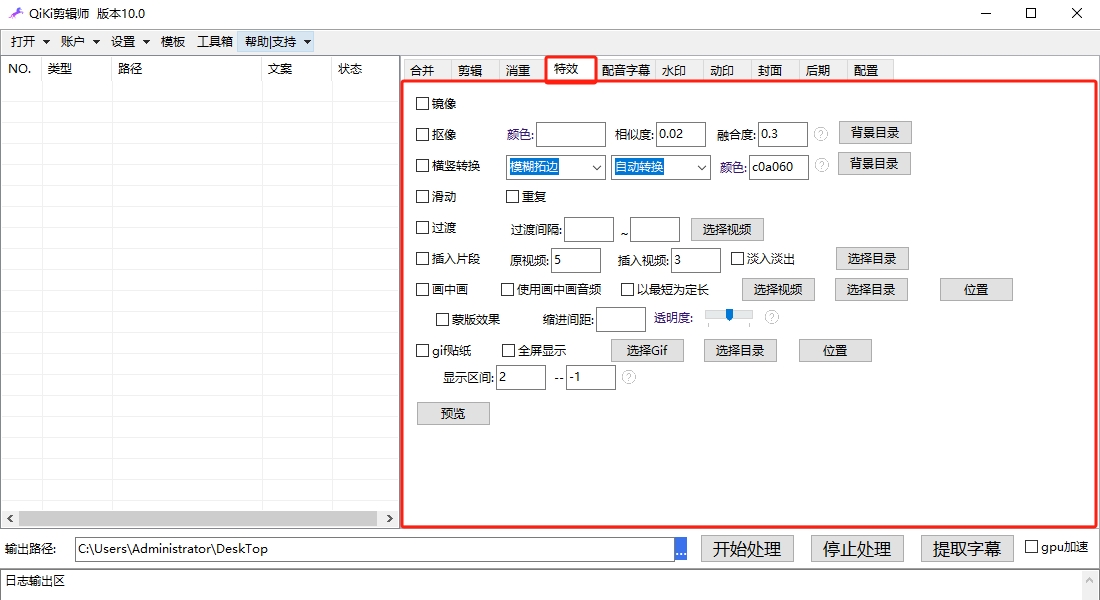 QiKi剪辑师 版本10.0
打开 账户 设置 模板 工具箱 帮助|支持
NO. 类型 路径 文案 状态
合并 剪辑 消重 特效 配音字幕 水印 动印 封面 后期 配置
镜像
抠像 颜色: 相似度: 0.02 融合度: 0.3 ? 背景目录
横竖转换 模糊拓边 自动转换 颜色: c0a060 ? 背景目录
滑动 重复
过渡 过渡间隔: ~ 选择视频
插入片段 原视频: 5 插入视频: 3 淡入淡出 选择目录
画中画 使用画中画音频 以最短为定长 选择视频 选择目录 位置
蒙版效果 缩进间距: 透明度: ?
gif贴纸 全屏显示 选择Gif 选择目录 位置
显示区间: 2 -- -1 ?
预览
输出路径: C:\Users\Administrator\DeskTop ... 开始处理 停止处理 提取字幕 gpu加速
日志输出区